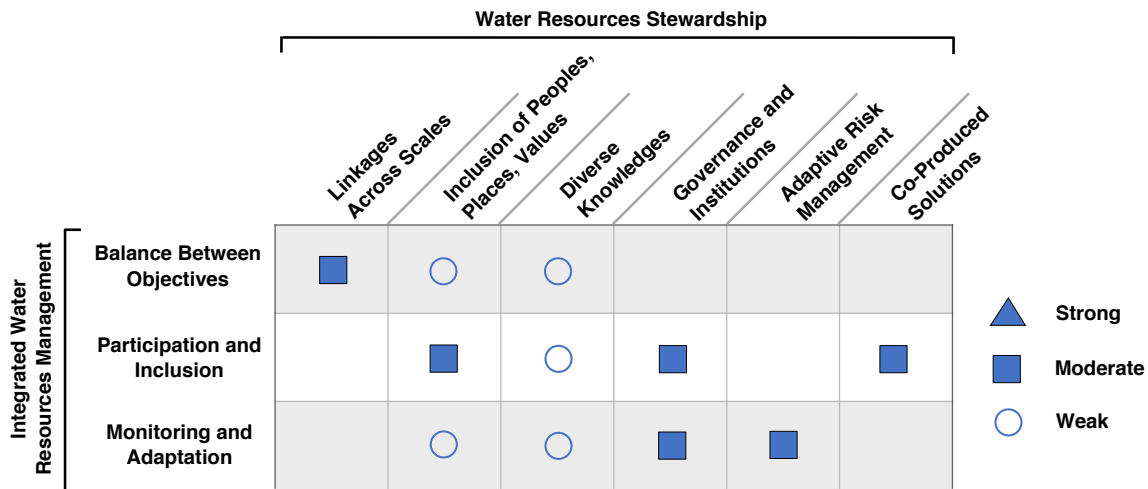 Water Resources Stewardship
Linkages
Across Scales
Inclusion of Peoples,
Places, Values
Diverse
Knowledges
Governance and
Institutions
Adaptive Risk
Management
Co-Produced
Solutions
Integrated Water
Resources Management
Balance Between
Objectives
Participation and
Inclusion
Monitoring and
Adaptation
Strong
Moderate
Weak